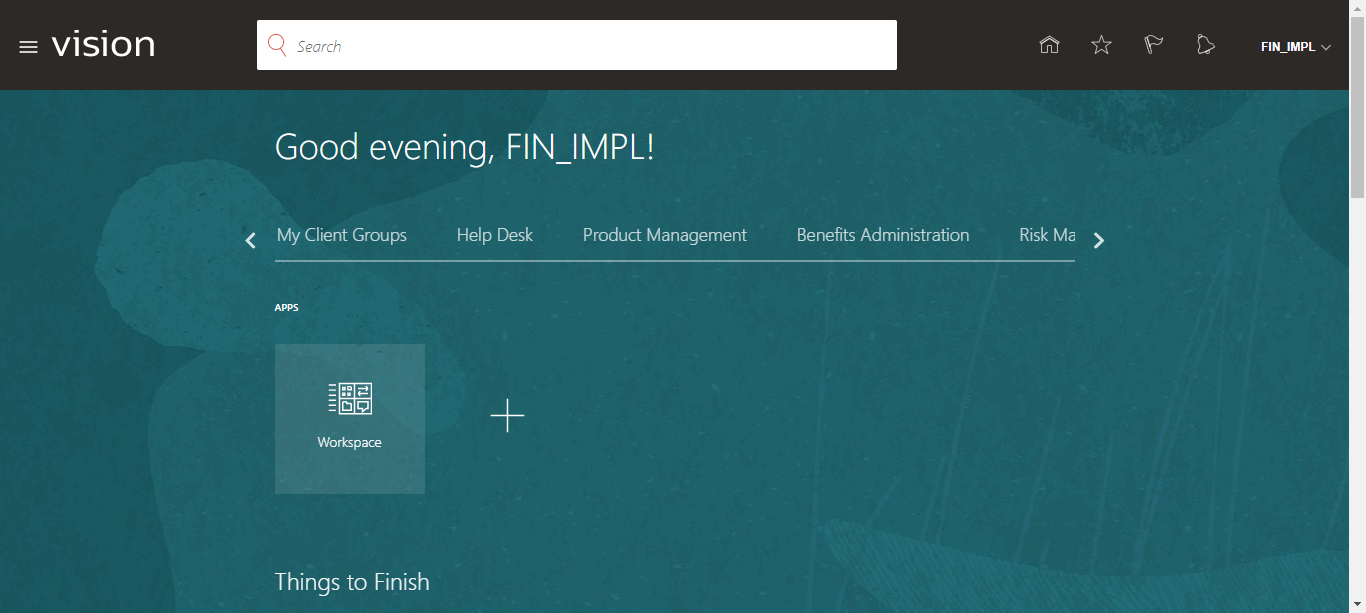 vision
Search
FIN_IMPL
Good evening, FIN_IMPL!
My Client Groups Help Desk Product Management Benefits Administration Risk Ma
APPS
Workspace
Things to Finish